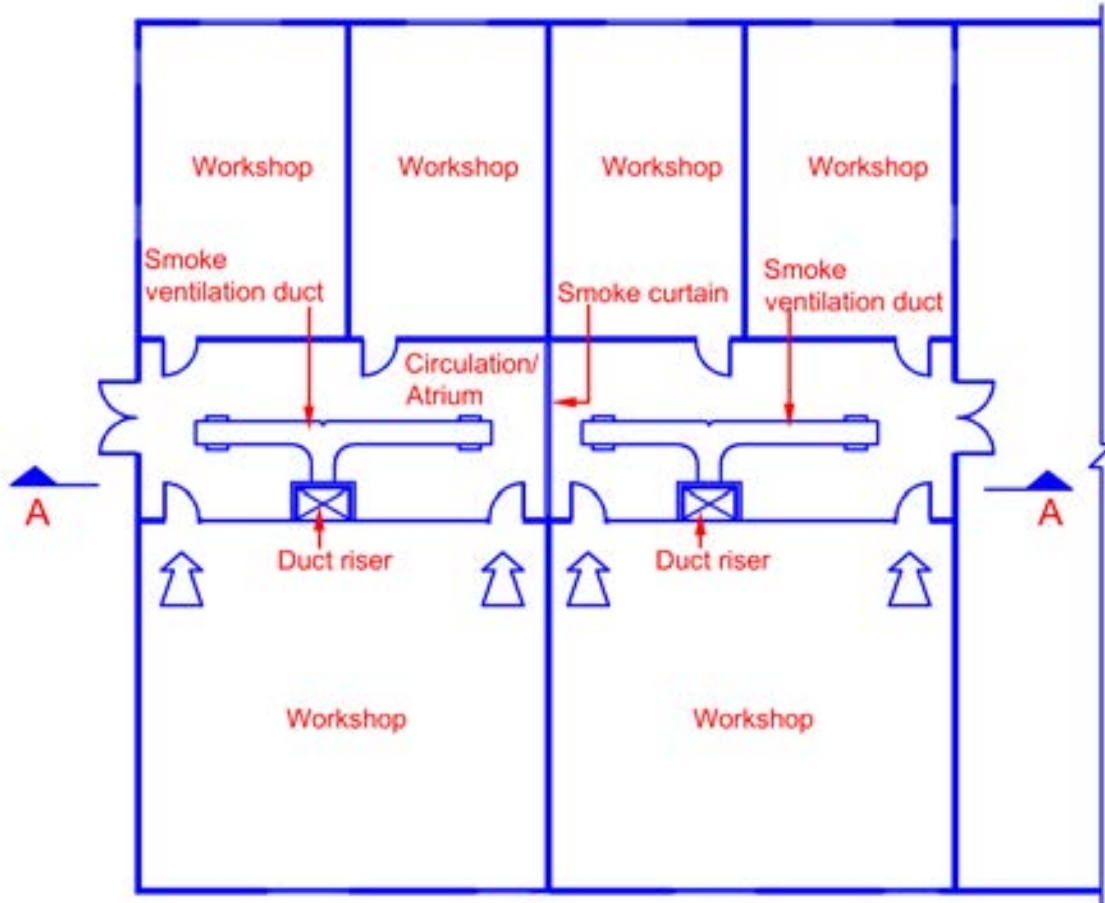 Workshop
Workshop
Workshop
Workshop
Smoke
ventilation duct
Smoke curtain
Smoke
ventilation duct
Circulation/
Atrium
A
A
Duct riser
Duct riser
Workshop
Workshop